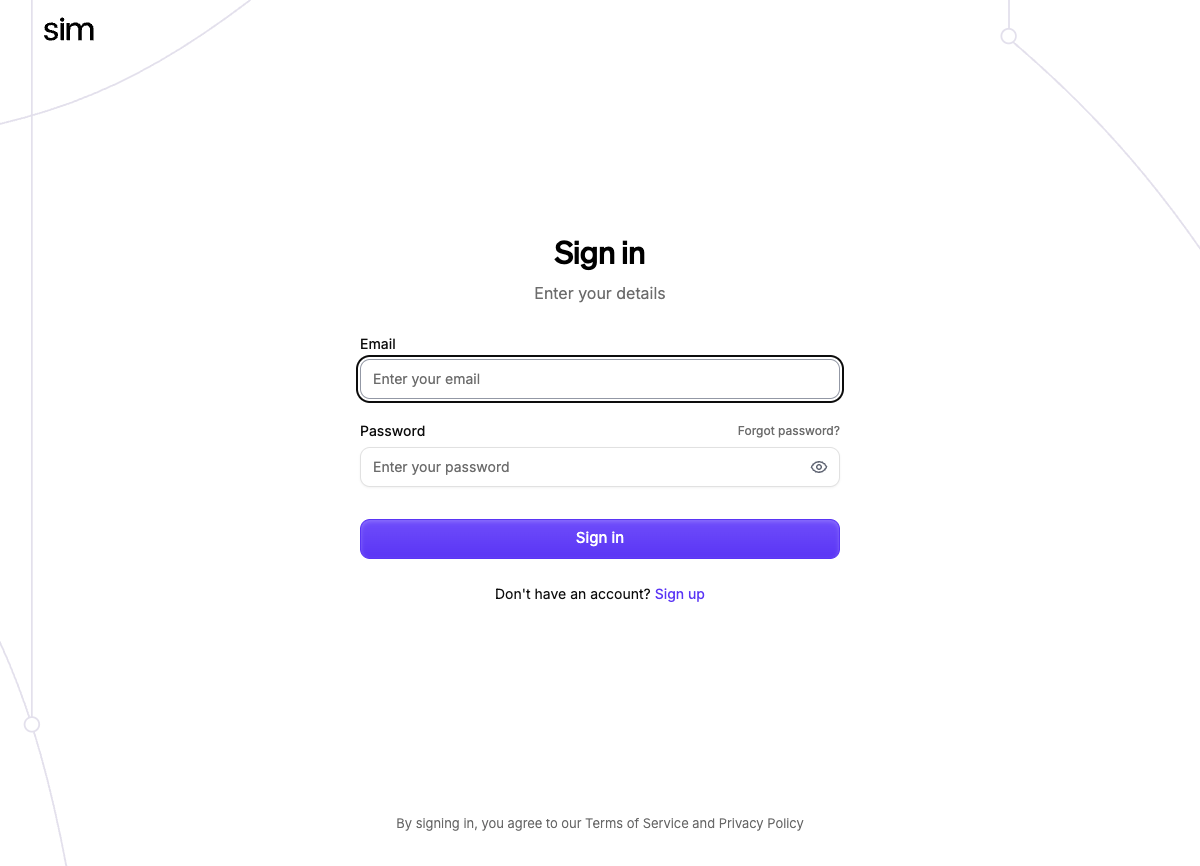 sim
Sign in
Enter your details
Email
Enter your email
Password
Forgot password?
Enter your password
Sign in
Don't have an account? Sign up
By signing in, you agree to our Terms of Service and Privacy Policy